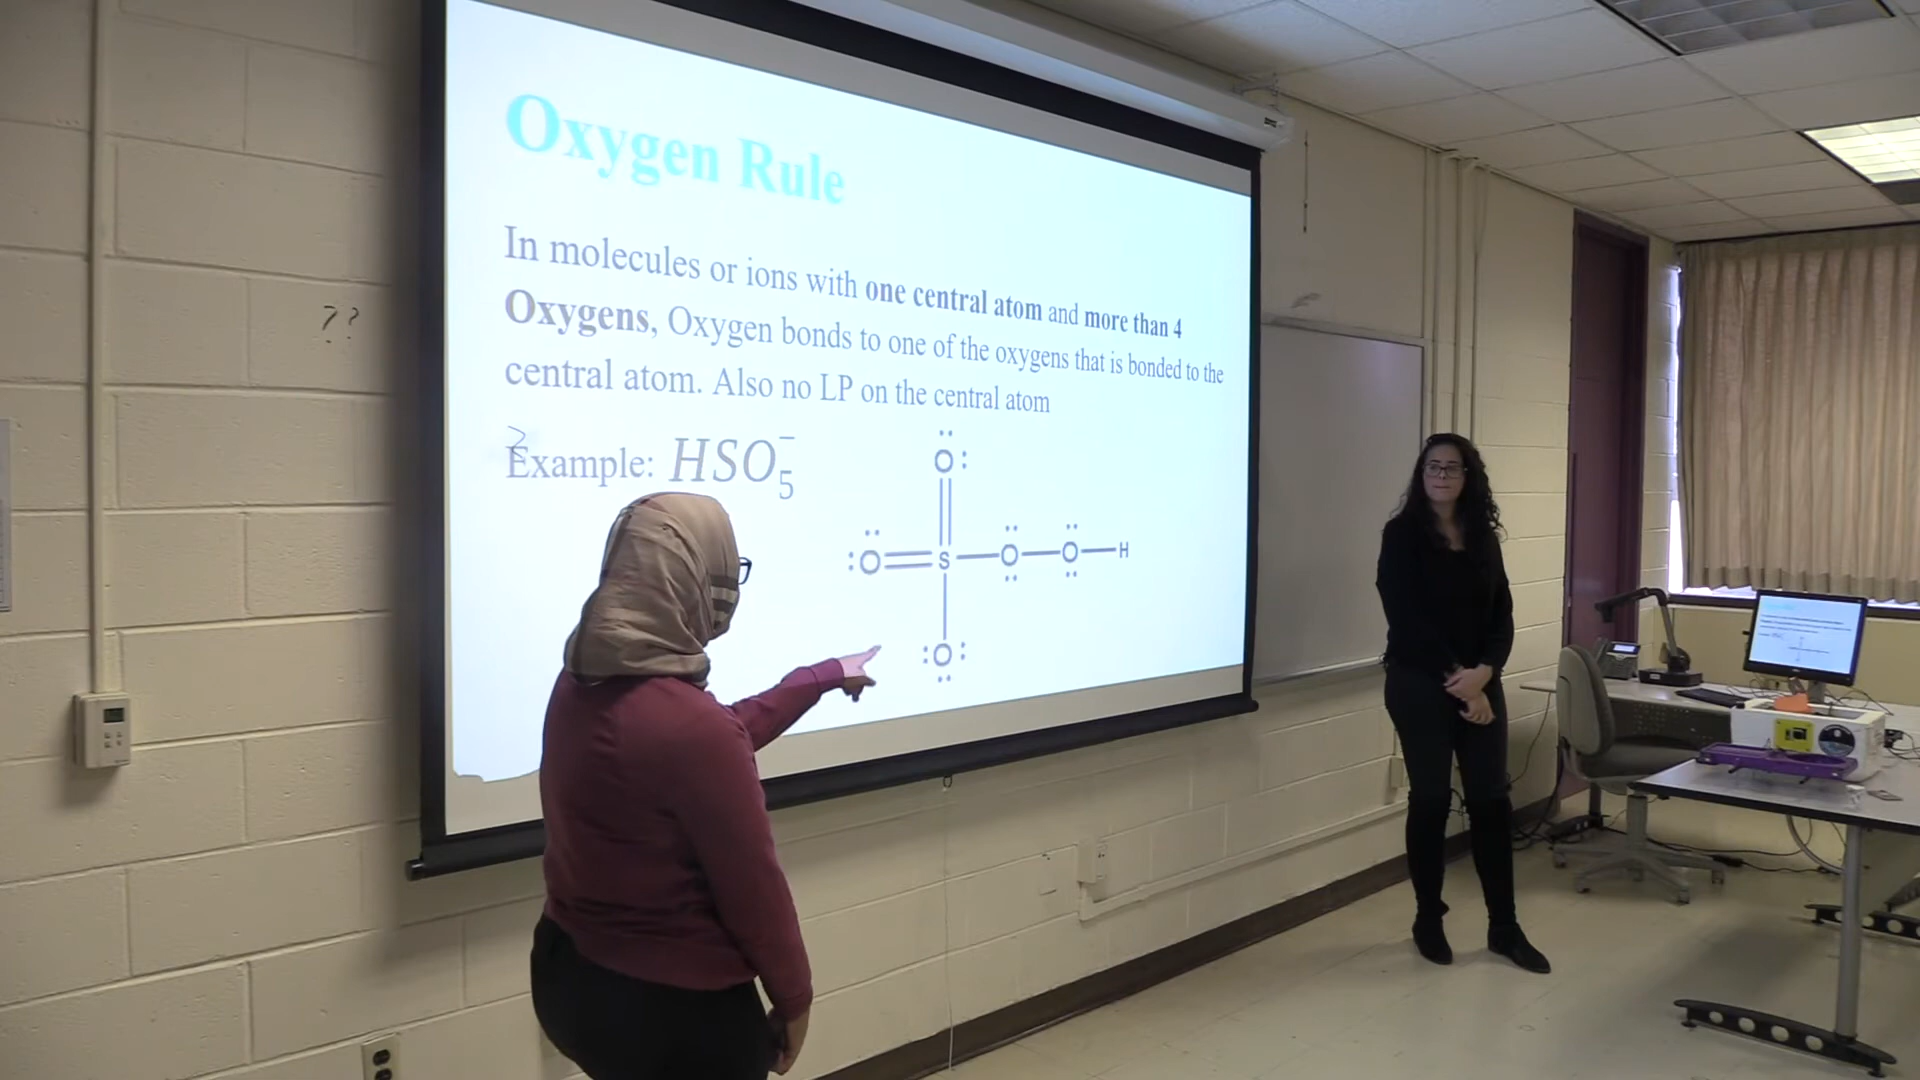 Oxygen Rule
In molecules or ions with one central atom and more than 4
Oxygens, Oxygen bonds to one of the oxygens that is bonded to the
central atom. Also no LP on the central atom
Example: HSO₅⁻
O
O S O O H
O
??